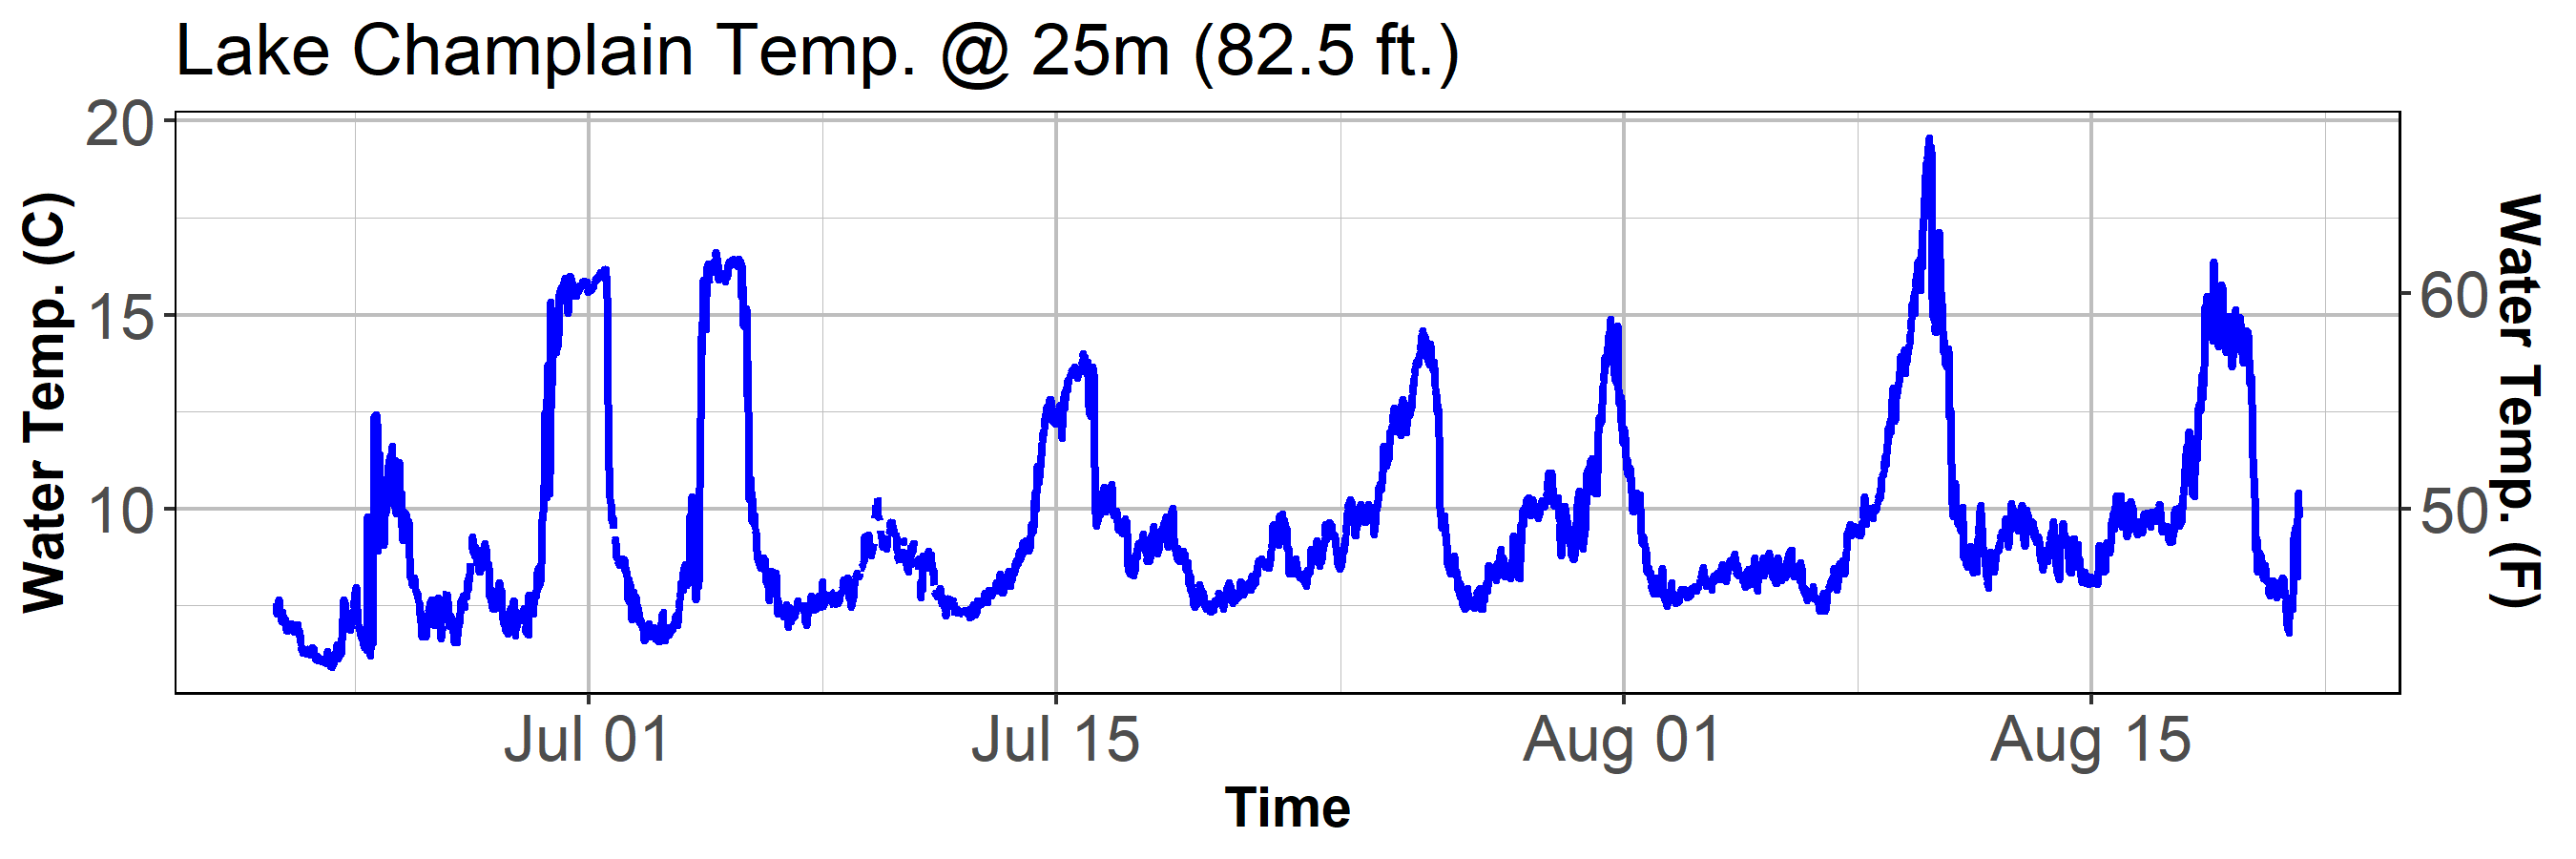 Lake Champlain Temp. @ 25m (82.5 ft.)
20
15
10
Water Temp. (C)
60
50
Water Temp. (F)
Jul 01
Jul 15
Aug 01
Aug 15
Time